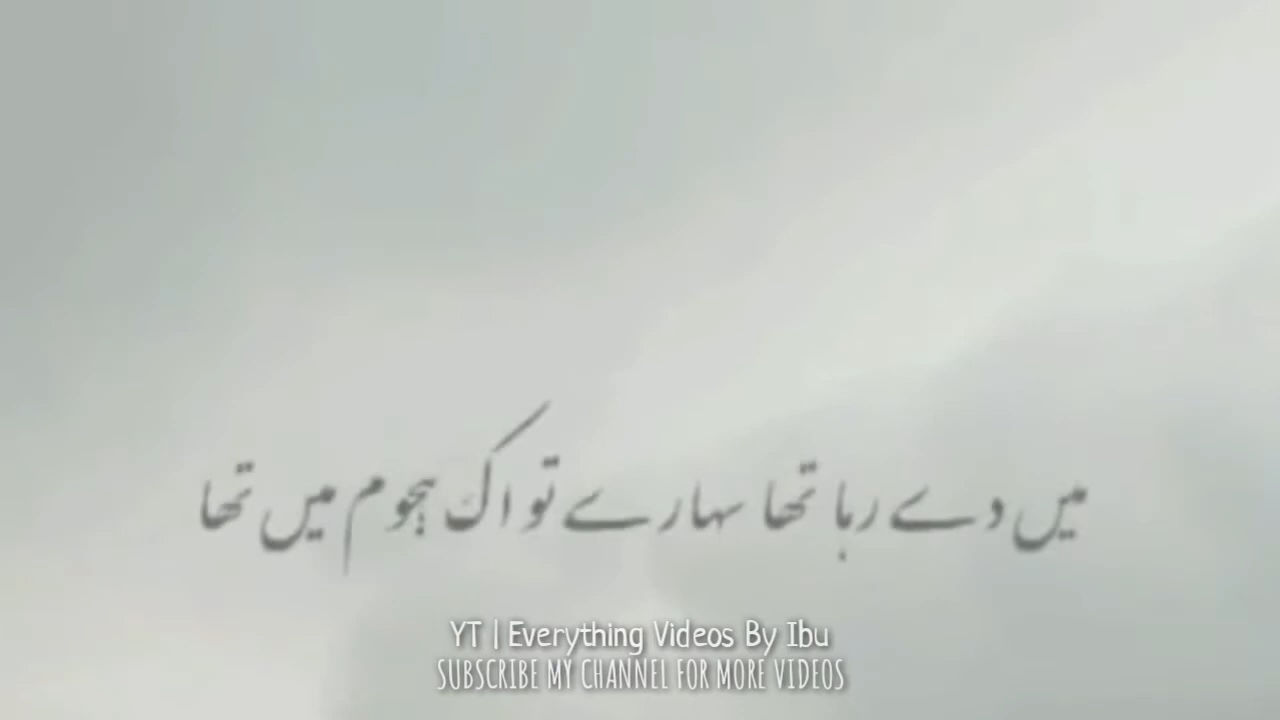 میں دے رہا تھا سہارے تو اک ہجوم میں تھا
YT | Everything Videos By Ibu
SUBSCRIBE MY CHANNEL FOR MORE VIDEOS